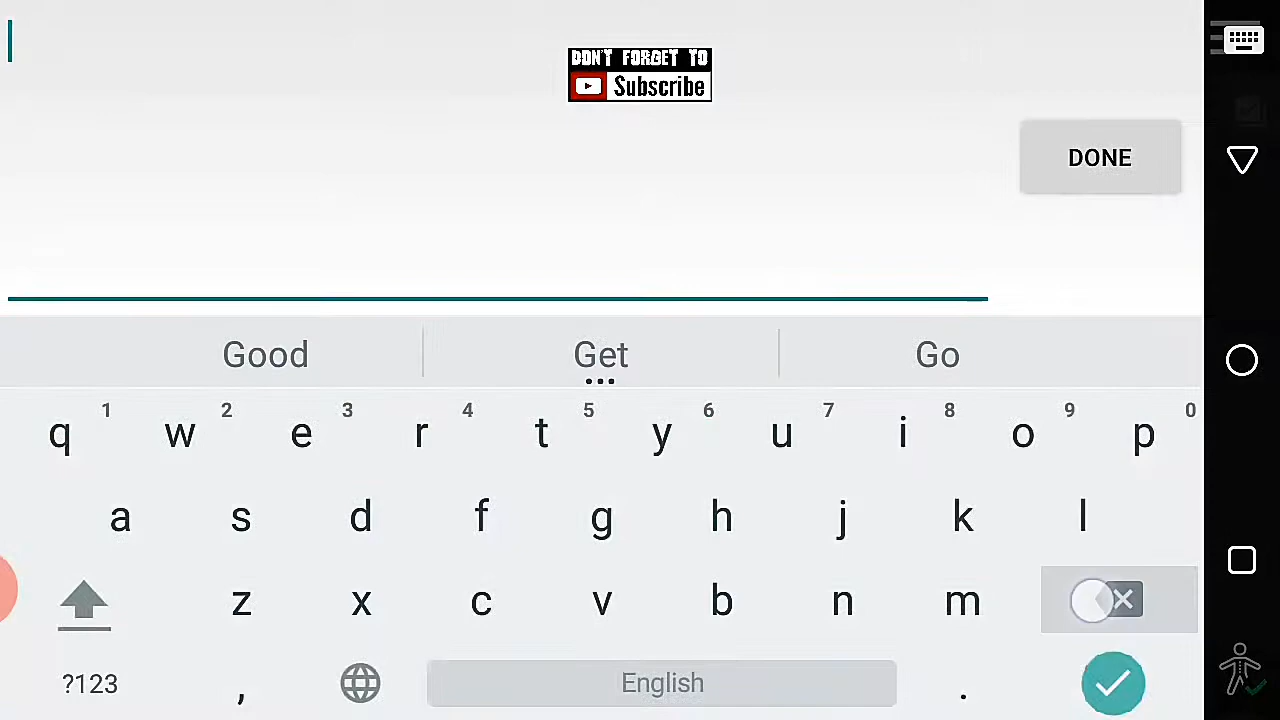 DON'T FORGET TO
Subscribe
DONE
Good Get Go
1 2 3 4 5 6 7 8 9 0
q w e r t y u i o p
a s d f g h j k l
z x c v b n m
?123 , English .